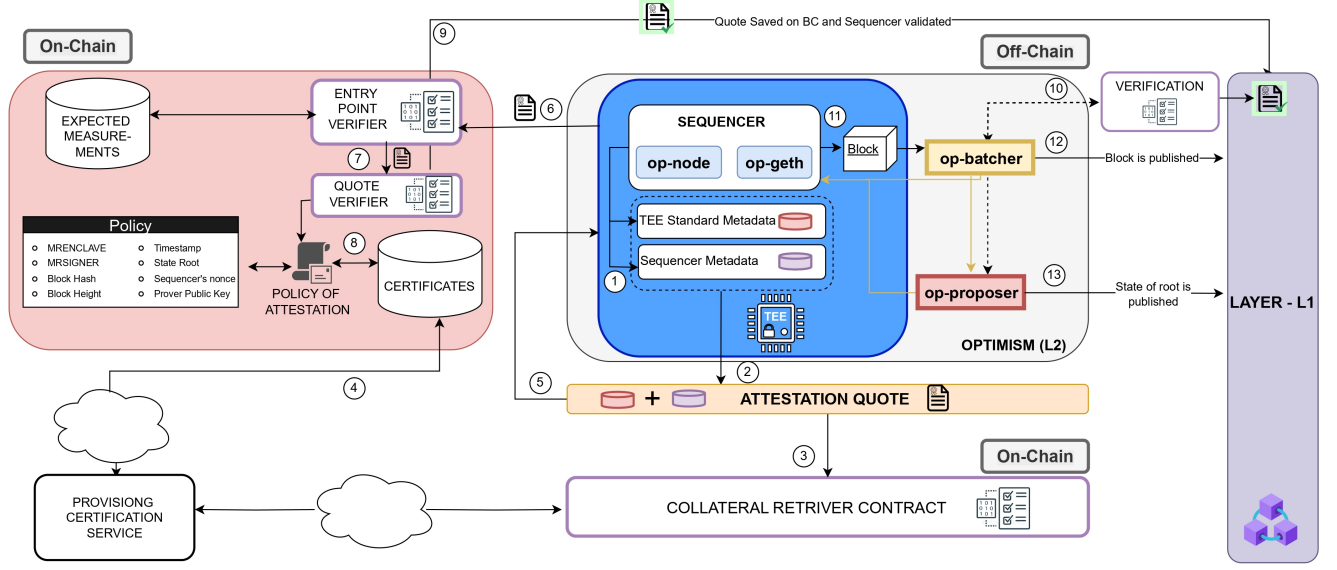 Quote Saved on BC and Sequencer validated
9
On-Chain
Off-Chain
EXPECTED
MEASURE-
MENTS
ENTRY
POINT
VERIFIER
6
7
QUOTE
VERIFIER
Policy
MRENCLAVE
MRSIGNER
Block Hash
Block Height
Timestamp
State Root
Sequencer's nonce
Prover Public Key
POLICY OF
ATTESTATION
8
CERTIFICATES
SEQUENCER
op-node
op-geth
11
Block
TEE Standard Metadata
Sequencer Metadata
1
TEE
10
VERIFICATION
op-batcher
12
Block is published
op-proposer
13
State of root is
published
OPTIMISM (L2)
LAYER - L1
2
4
5
+
ATTESTATION QUOTE
3
On-Chain
PROVISIONG
CERTIFICATION
SERVICE
COLLATERAL RETRIVER CONTRACT